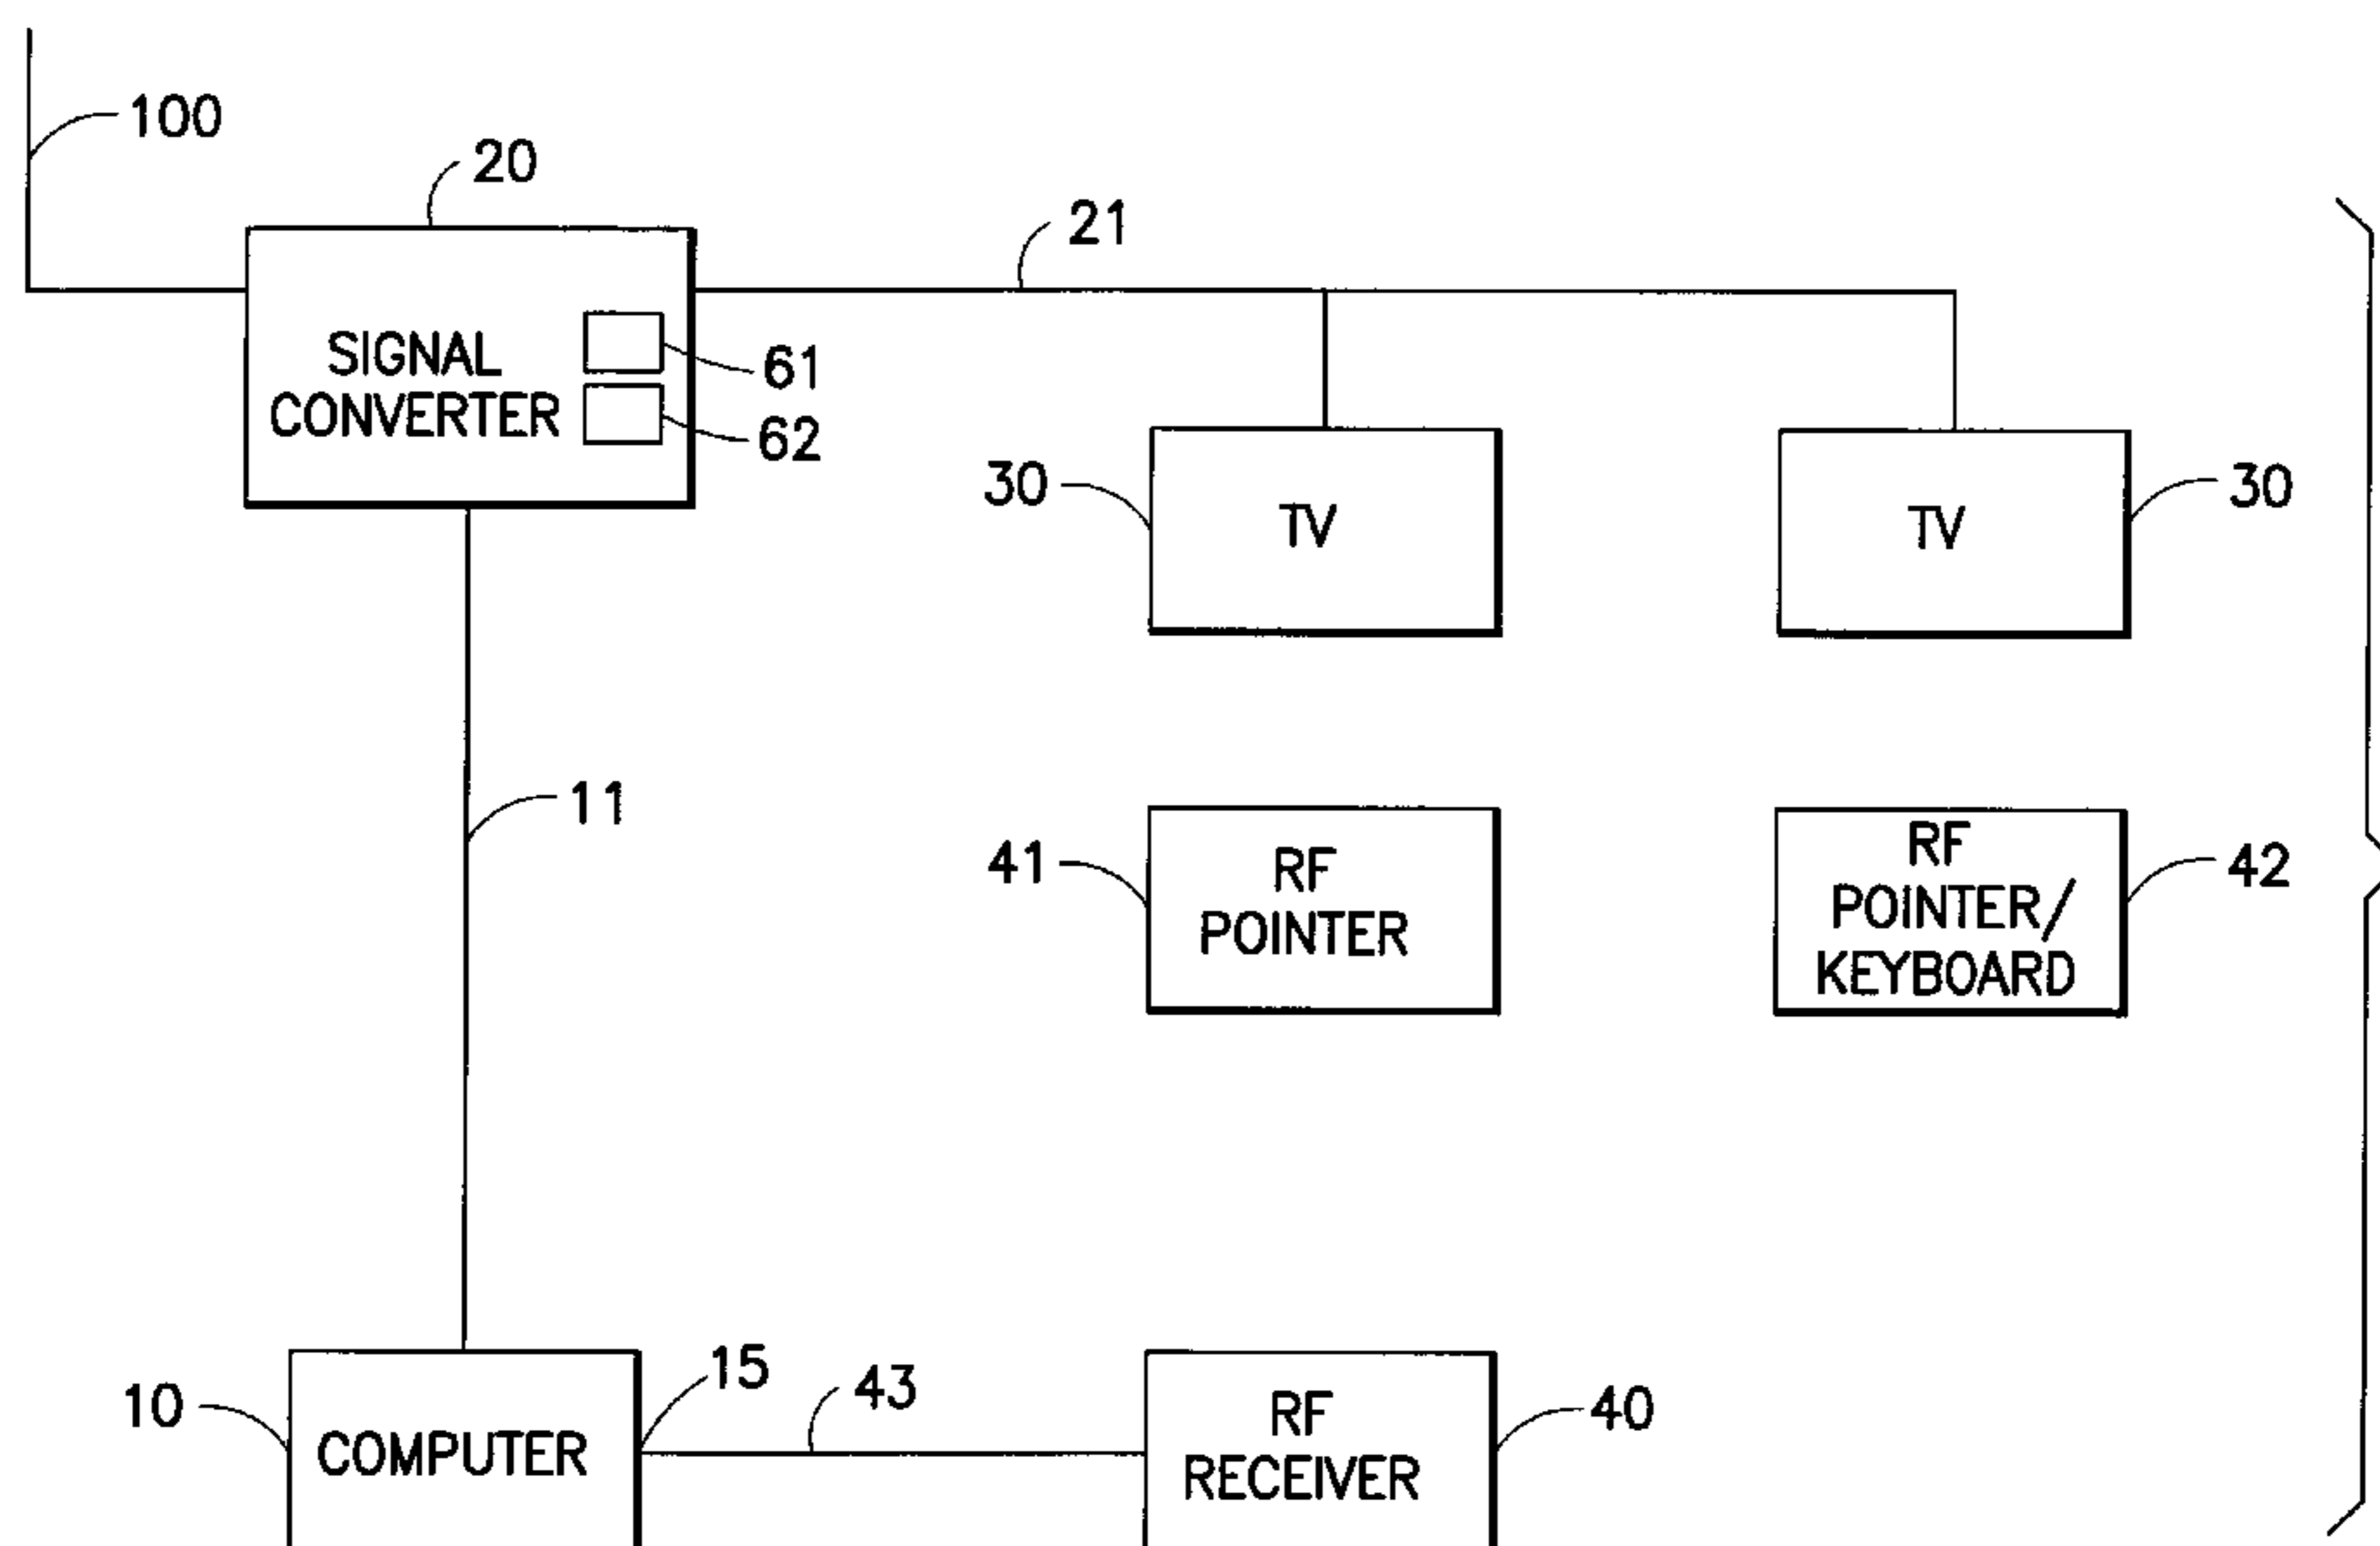 100
20
21
SIGNAL
CONVERTER
61
62
30
TV
TV
30
11
41
RF
POINTER
RF
POINTER/
KEYBOARD
42
10
COMPUTER
15
43
RF
RECEIVER
40